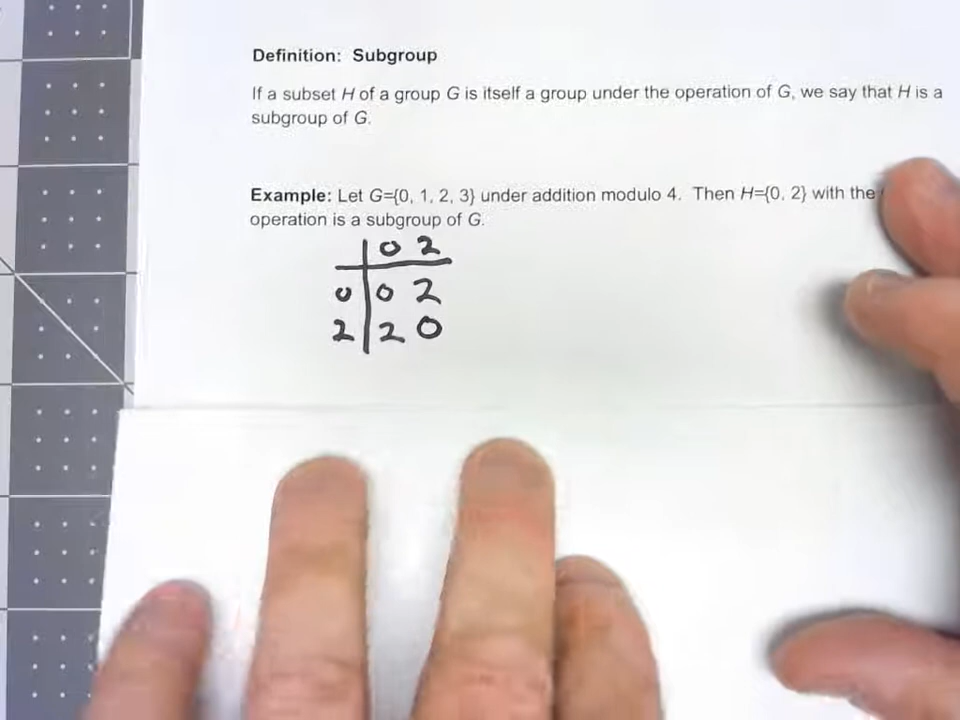 Definition: Subgroup
If a subset H of a group G is itself a group under the operation of G, we say that H is a
subgroup of G.
Example: Let G={0, 1, 2, 3} under addition modulo 4. Then H={0, 2} with the
operation is a subgroup of G.
0 2
0 0 2
2 2 0